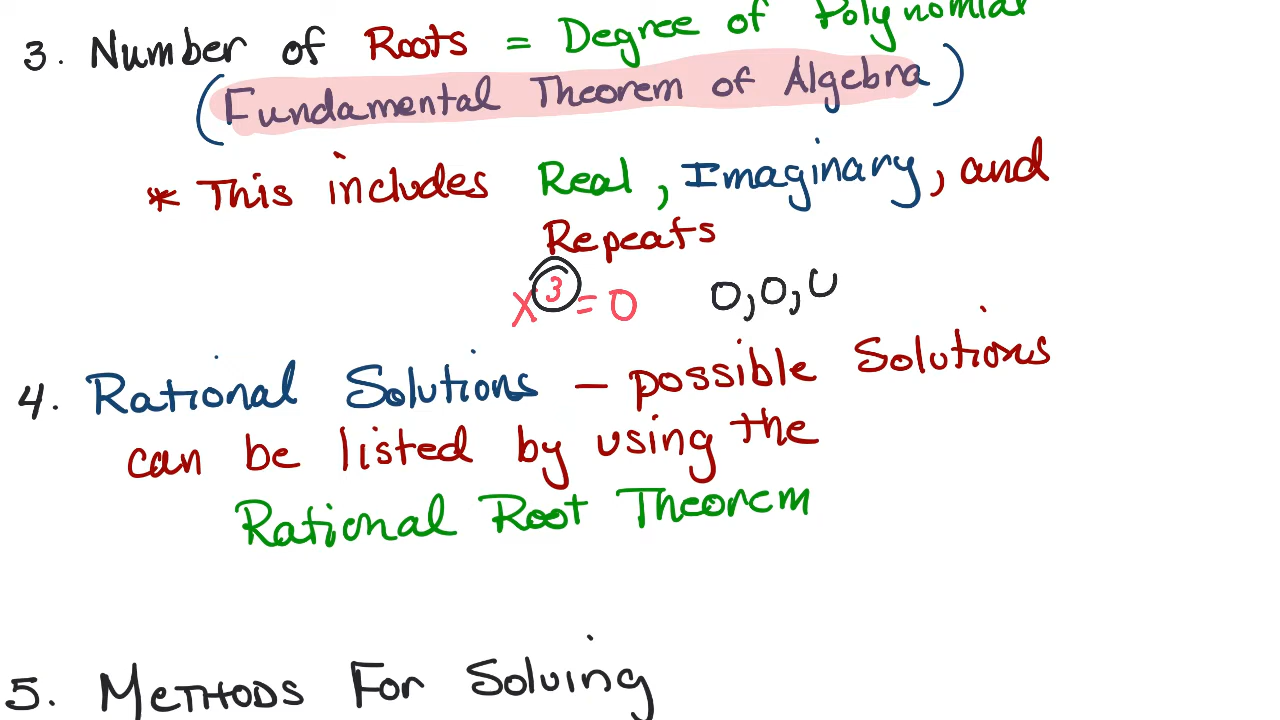 3. Number of Roots = Degree of Polynomial
(Fundamental Theorem of Algebra)
* This includes Real, Imaginary, and
Repeats
x³ = 0 0, 0, 0
4. Rational Solutions – possible Solutions
can be listed by using the
Rational Root Theorem
5. METHODS For Solving